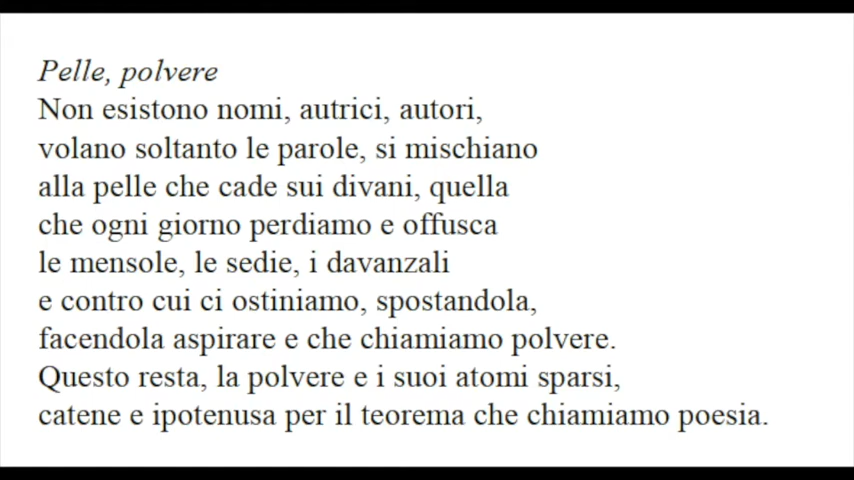 Pelle, polvere
Non esistono nomi, autrici, autori,
volano soltanto le parole, si mischiano
alla pelle che cade sui divani, quella
che ogni giorno perdiamo e offusca
le mensole, le sedie, i davanzali
e contro cui ci ostiniamo, spostandola,
facendola aspirare e che chiamiamo polvere.
Questo resta, la polvere e i suoi atomi sparsi,
catene e ipotenusa per il teorema che chiamiamo poesia.